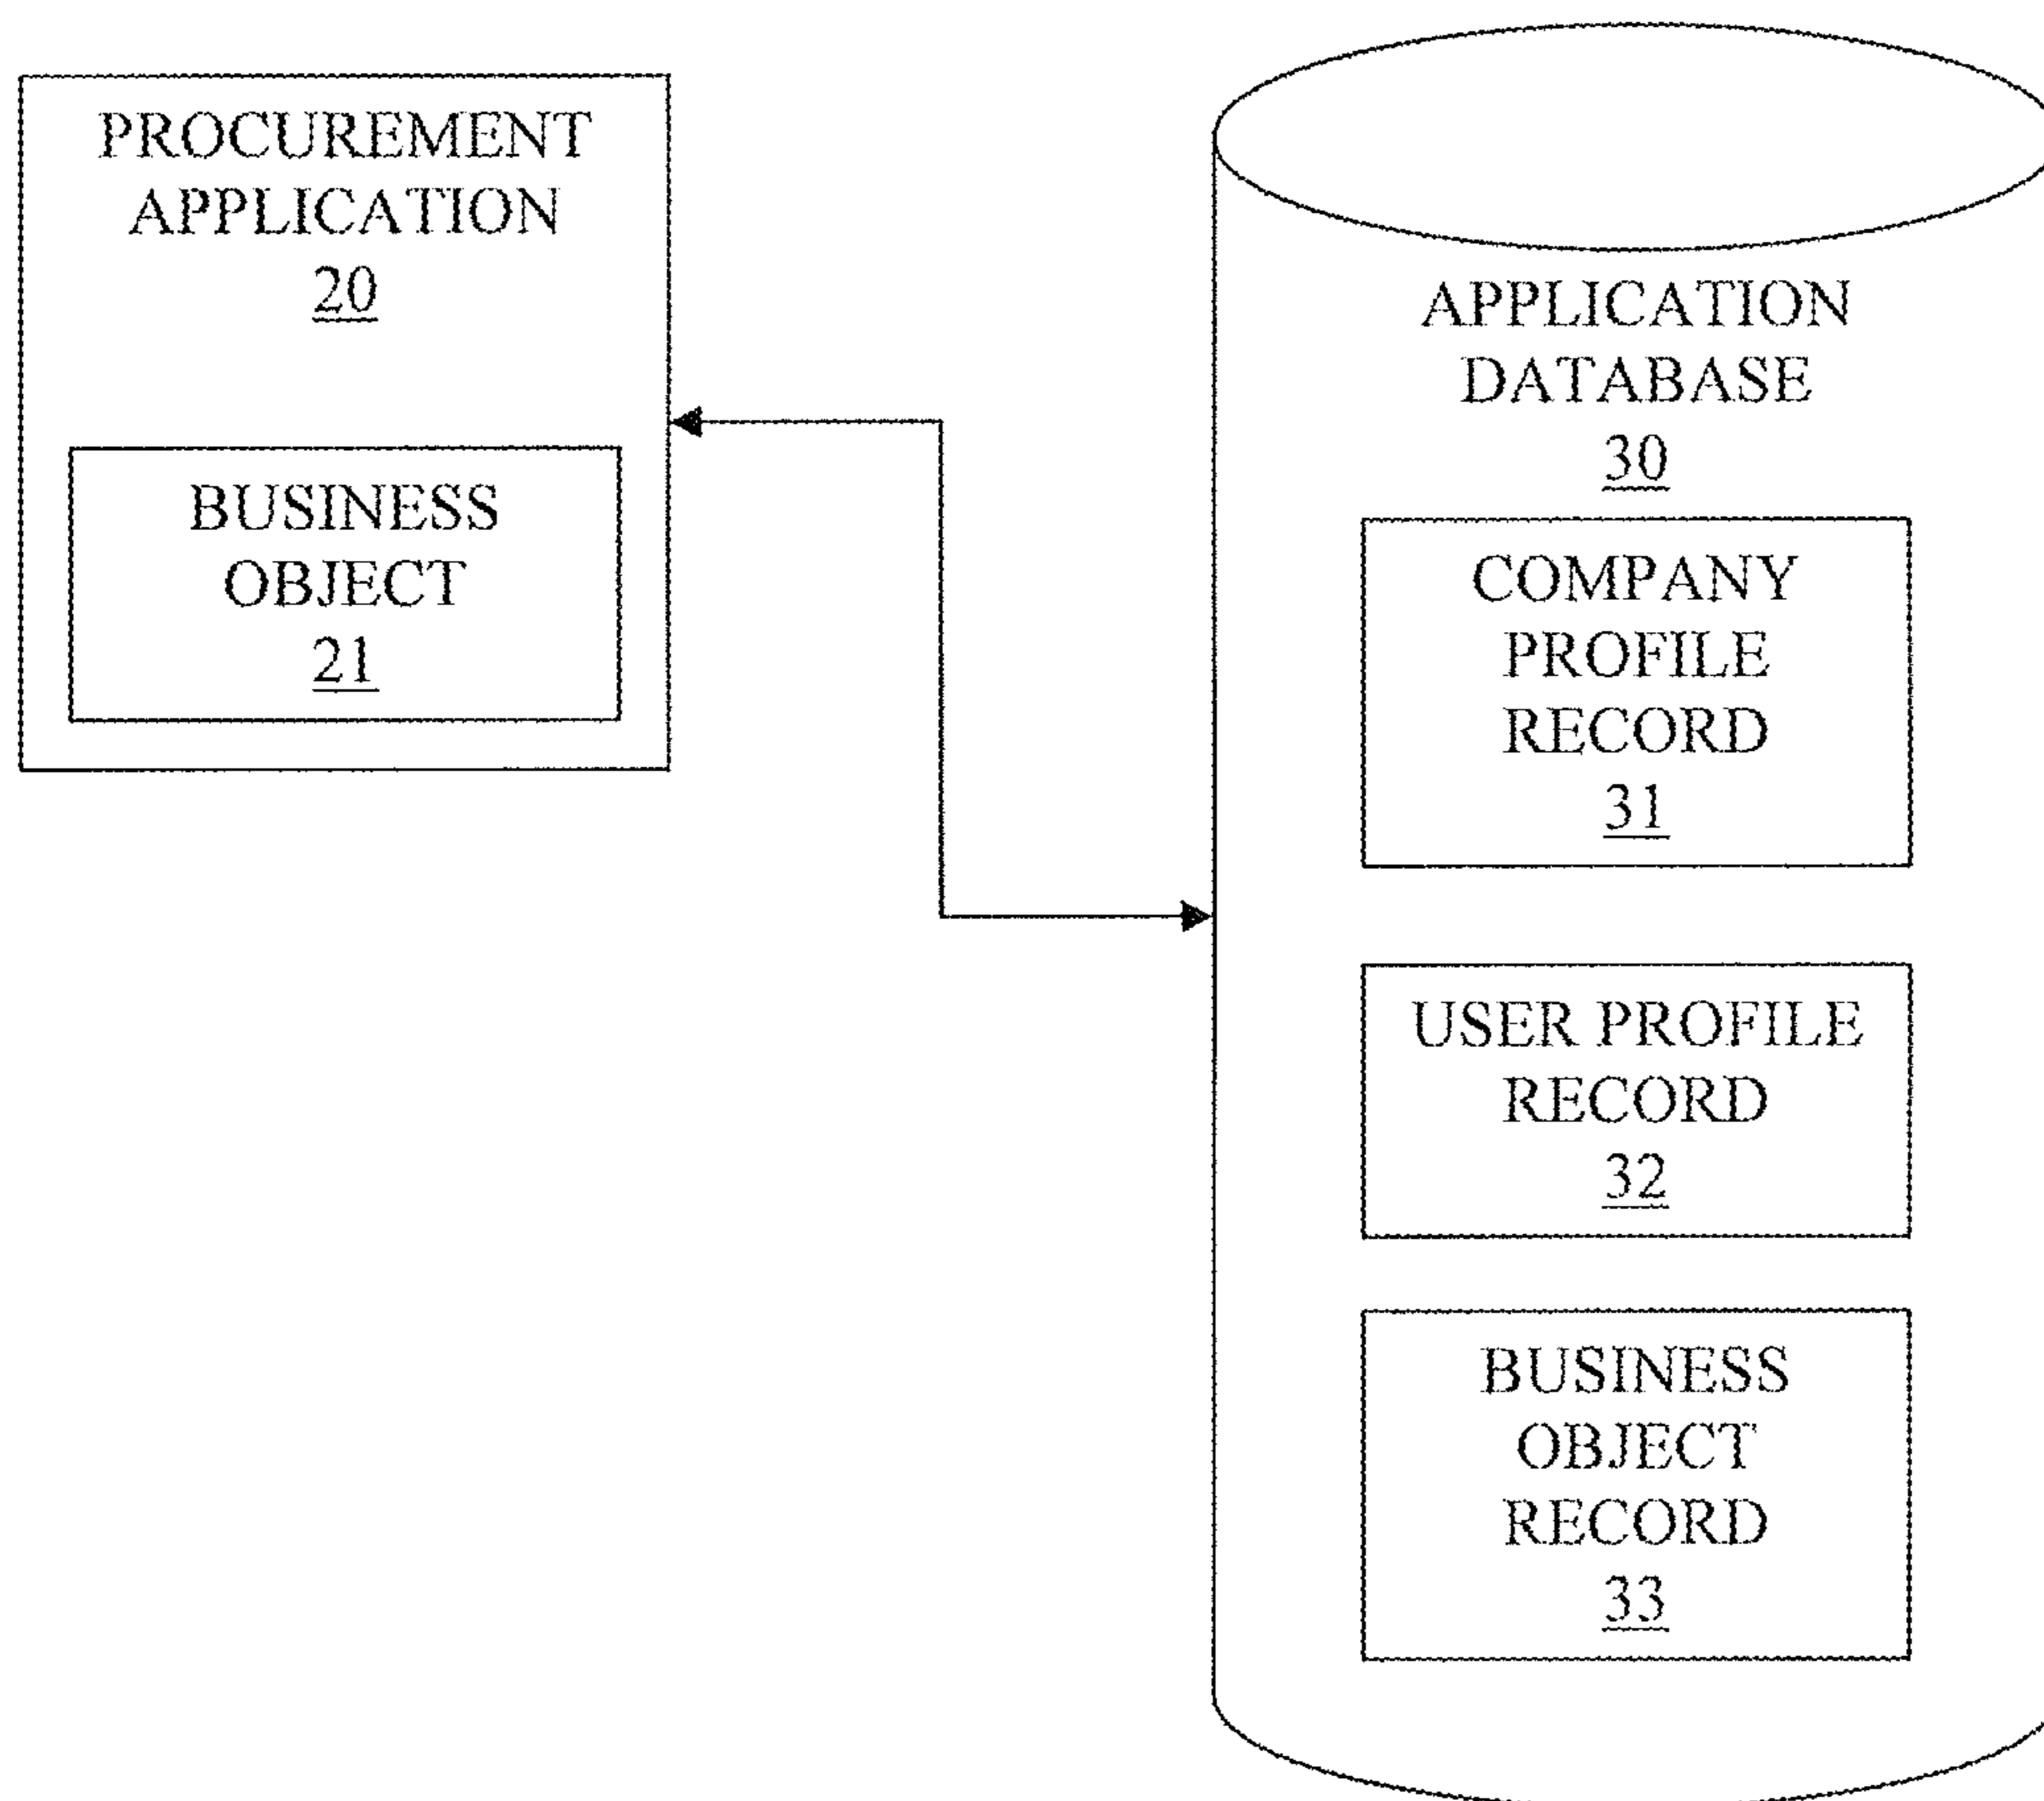 PROCUREMENT
APPLICATION
20
BUSINESS
OBJECT
21
APPLICATION
DATABASE
30
COMPANY
PROFILE
RECORD
31
USER PROFILE
RECORD
32
BUSINESS
OBJECT
RECORD
33